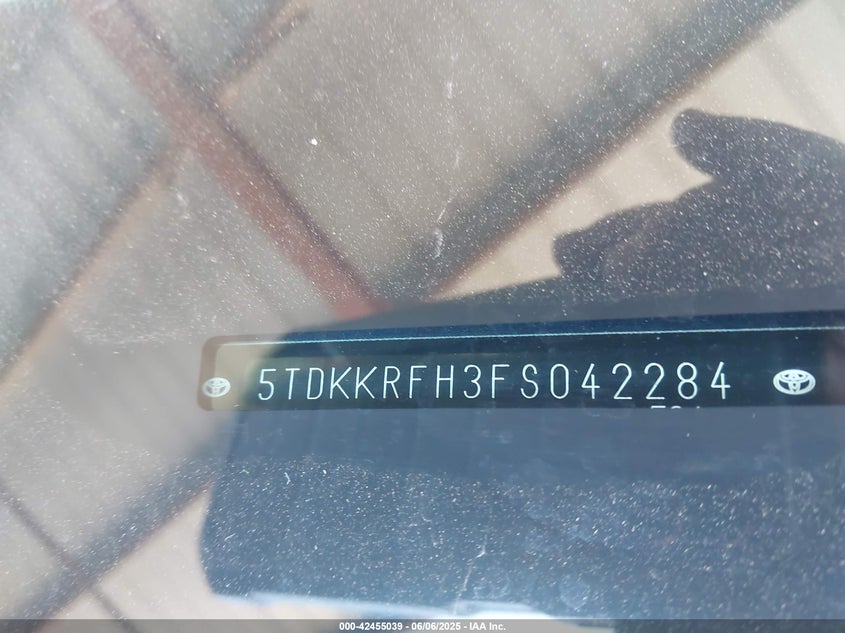 5TDKKRFH3FS042284
000-42455039 - 06/06/2025 - IAA Inc.